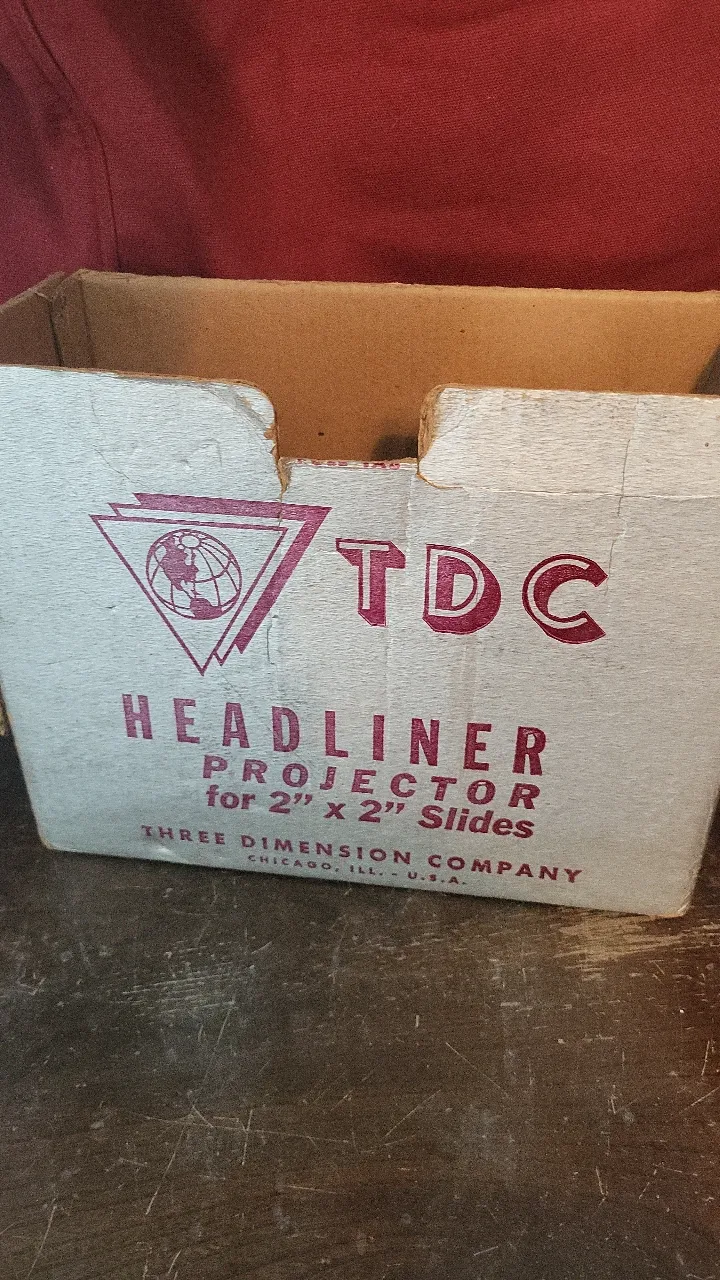 TDC
HEADLINER
PROJECTOR
for 2” x 2” Slides
THREE DIMENSION COMPANY
CHICAGO, ILL. - U.S.A.